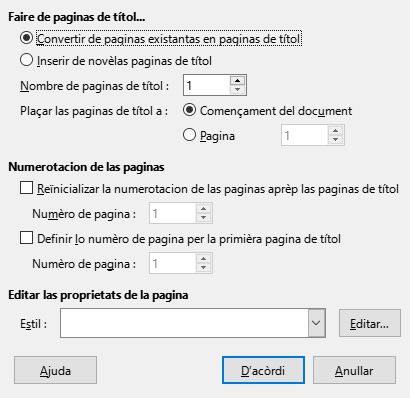 Faire de paginas de títol...
Convertir de paginas existantas en paginas de títol
Inserir de novèlas paginas de títol
Nombre de paginas de títol : 1
Plaçar las paginas de títol a : Començament del document
Pagina 1
Numerotacion de las paginas
Reïnicializar la numerotacion de las paginas aprèp las paginas de títol
Numèro de pagina : 1
Definir lo numèro de pagina per la primièra pagina de títol
Numèro de pagina : 1
Editar las proprietats de la pagina
Estil : Editar...
Ajuda D'acòrdi Anullar